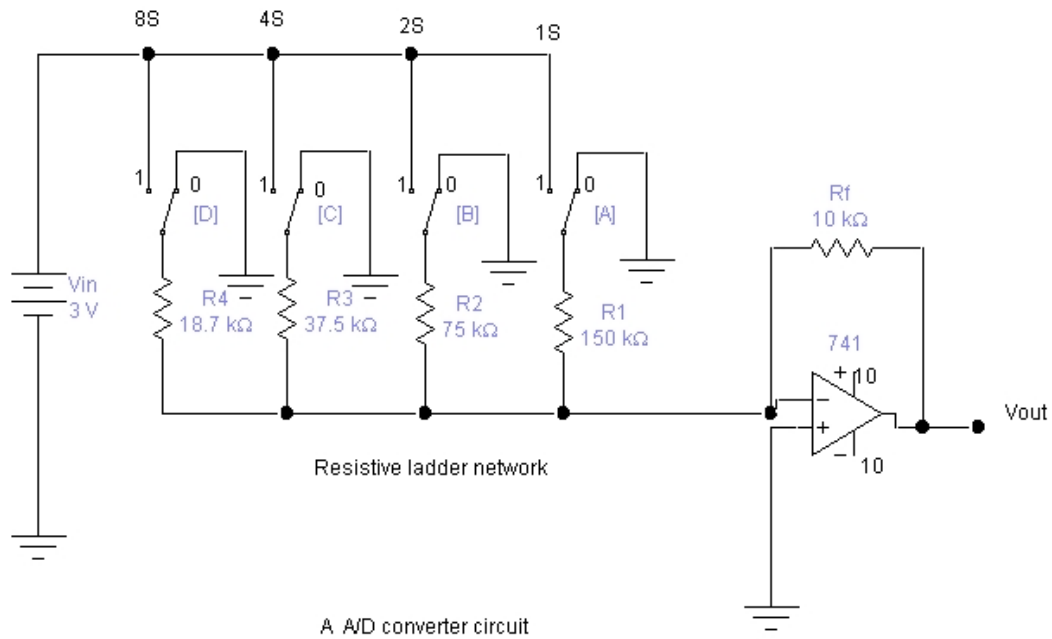 8S
4S
2S
1S
1
0
[D]
1
0
[C]
1
0
[B]
1
0
[A]
Rf
10 kΩ
Vin
3 V
R4
18.7 kΩ
R3
37.5 kΩ
R2
75 kΩ
R1
150 kΩ
741
+
10
−
+
−
10
Vout
Resistive ladder network
A A/D converter circuit